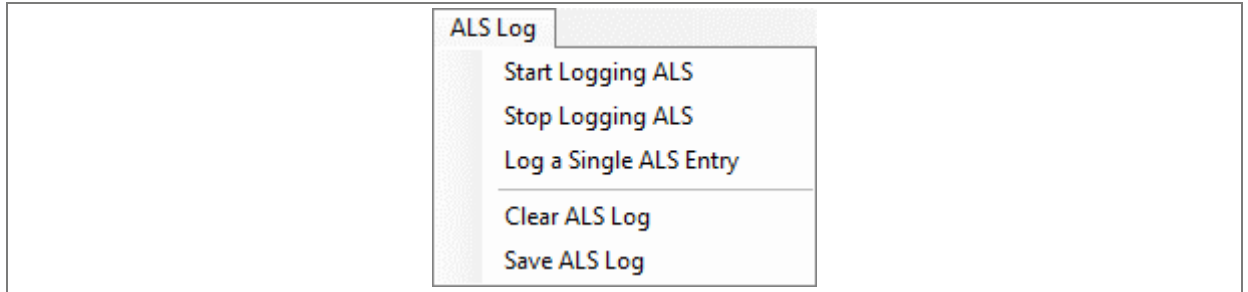 ALS Log
Start Logging ALS
Stop Logging ALS
Log a Single ALS Entry
Clear ALS Log
Save ALS Log